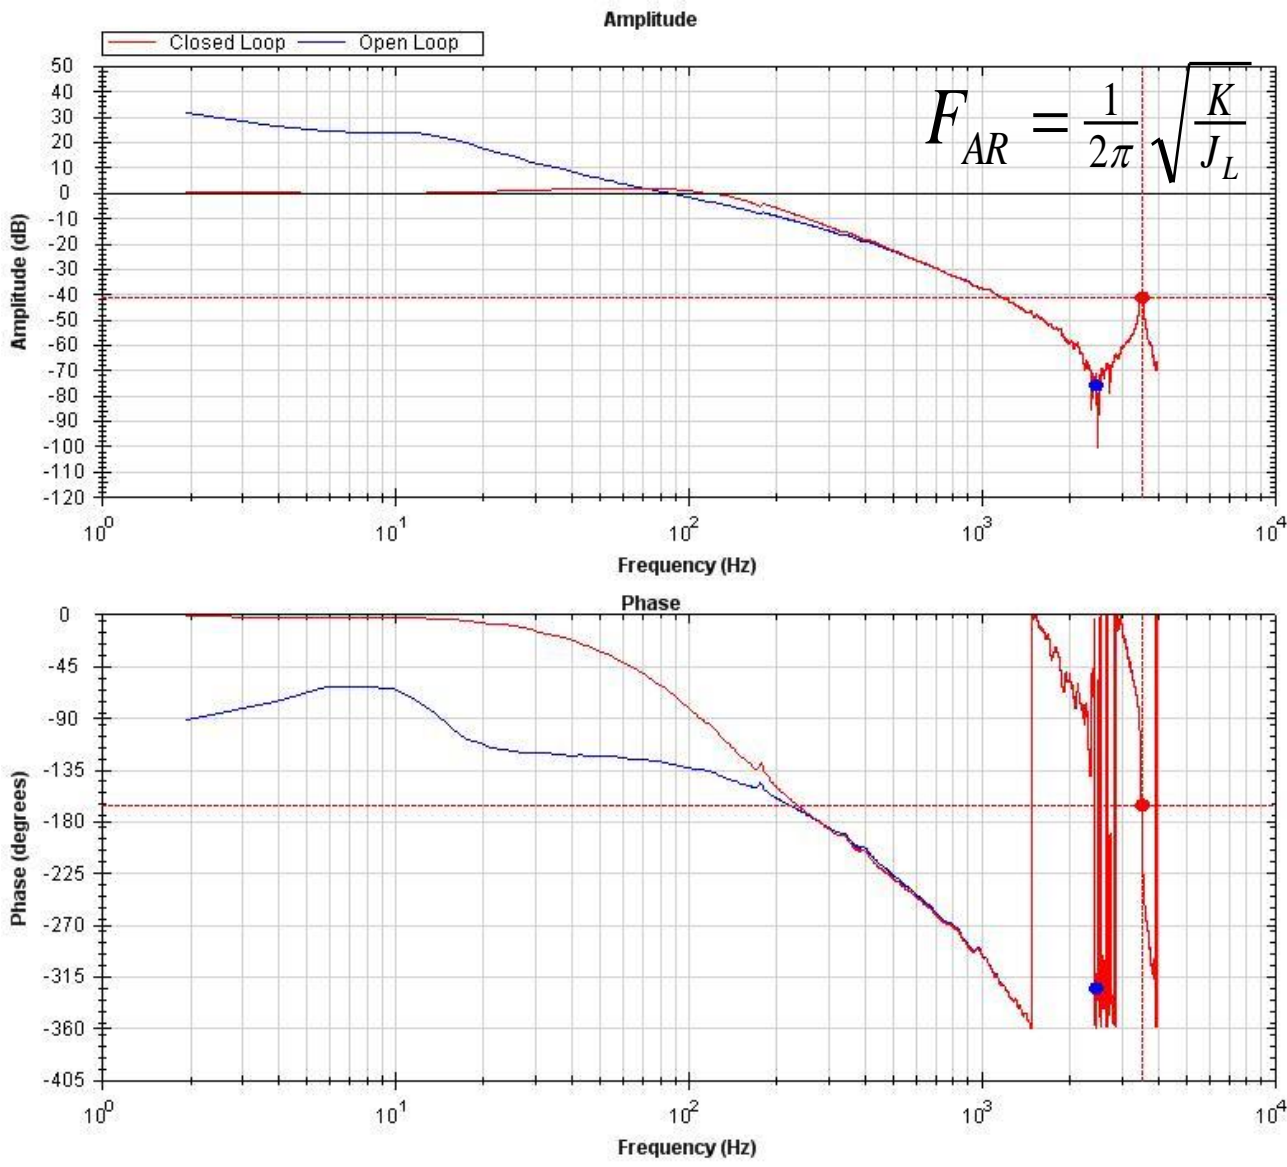 Amplitude
Closed Loop Open Loop
F_AR = 1/2π √(K/J_L)
50
40
30
20
10
0
-10
-20
-30
-40
-50
-60
-70
-80
-90
-100
-110
-120
Amplitude (dB)
10^0 10^1 10^2 10^3 10^4
Frequency (Hz)
Phase
0
-45
-90
-135
-180
-225
-270
-315
-360
-405
Phase (degrees)
10^0 10^1 10^2 10^3 10^4
Frequency (Hz)